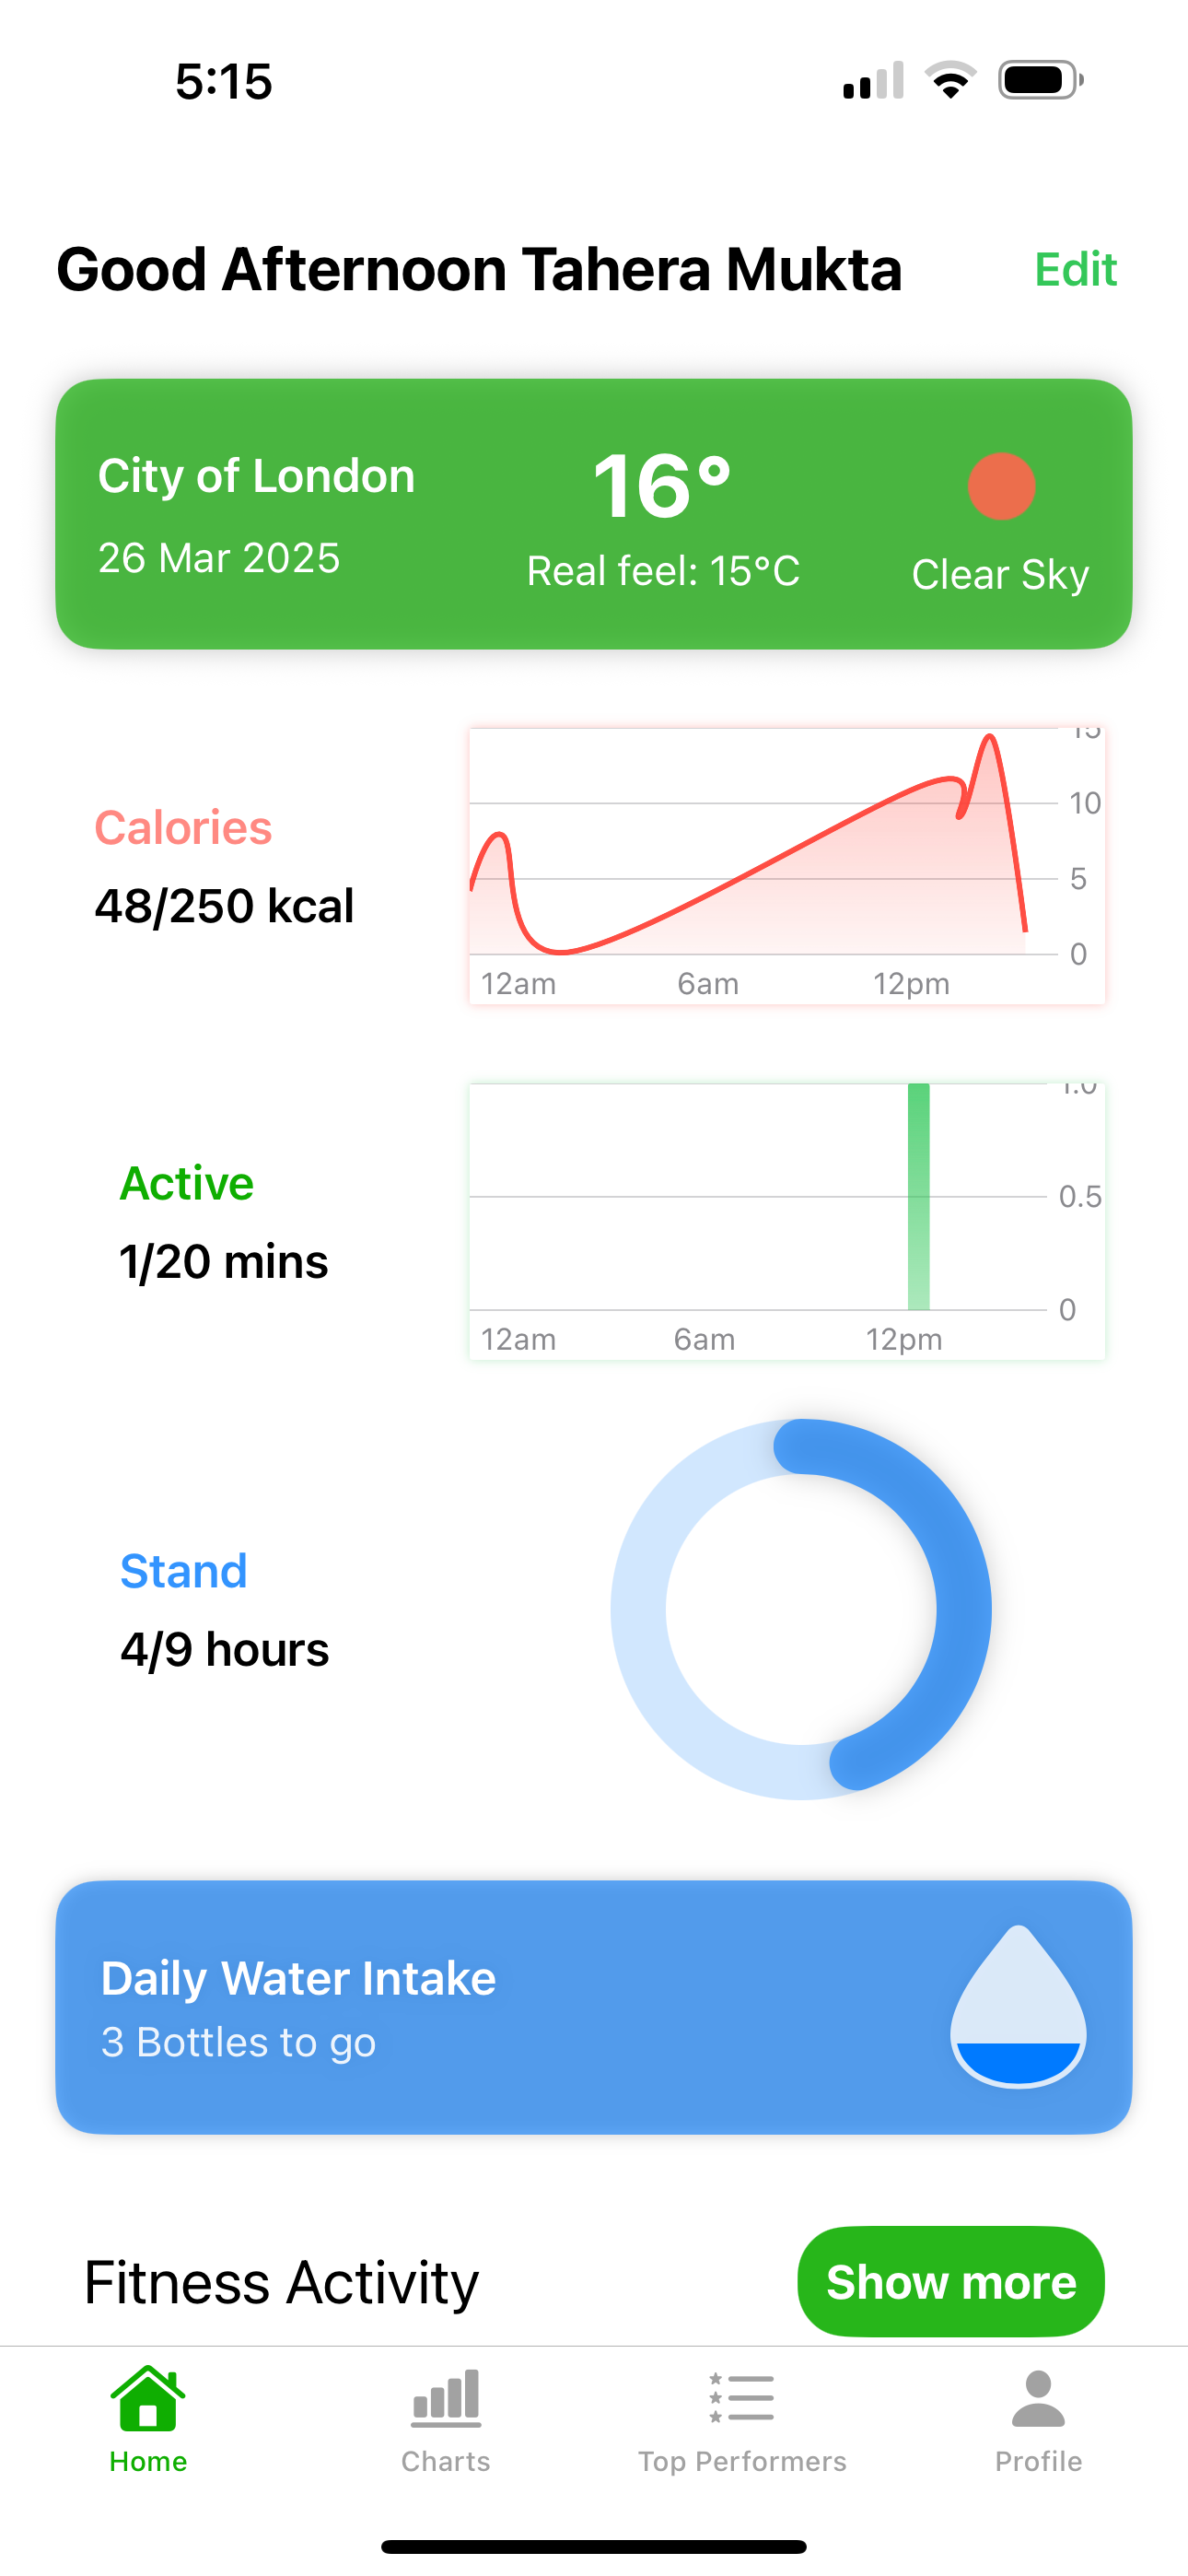 5:15
Good Afternoon Tahera Mukta
Edit
City of London
26 Mar 2025
16°
Real feel: 15°C
Clear Sky
Calories
48/250 kcal
15
10
5
0
12am 6am 12pm
Active
1/20 mins
1.0
0.5
0
12am 6am 12pm
Stand
4/9 hours
Daily Water Intake
3 Bottles to go
Fitness Activity
Show more
Home Charts Top Performers Profile